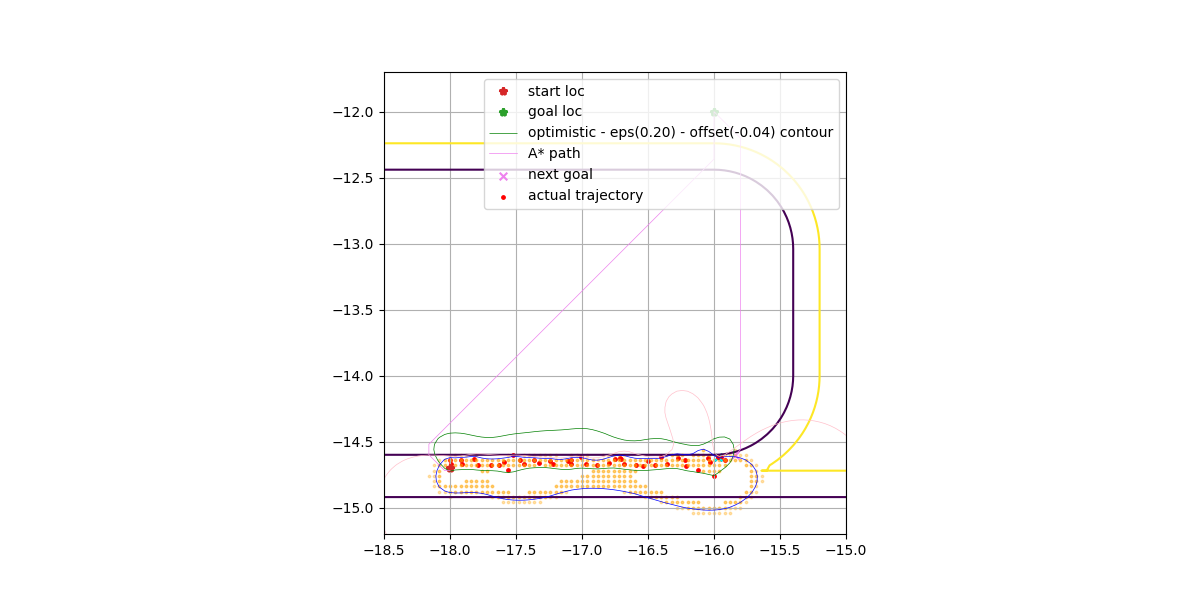 start loc
goal loc
optimistic - eps(0.20) - offset(-0.04) contour
A* path
next goal
actual trajectory
−12.0
−12.5
−13.0
−13.5
−14.0
−14.5
−15.0
−18.5 −18.0 −17.5 −17.0 −16.5 −16.0 −15.5 −15.0